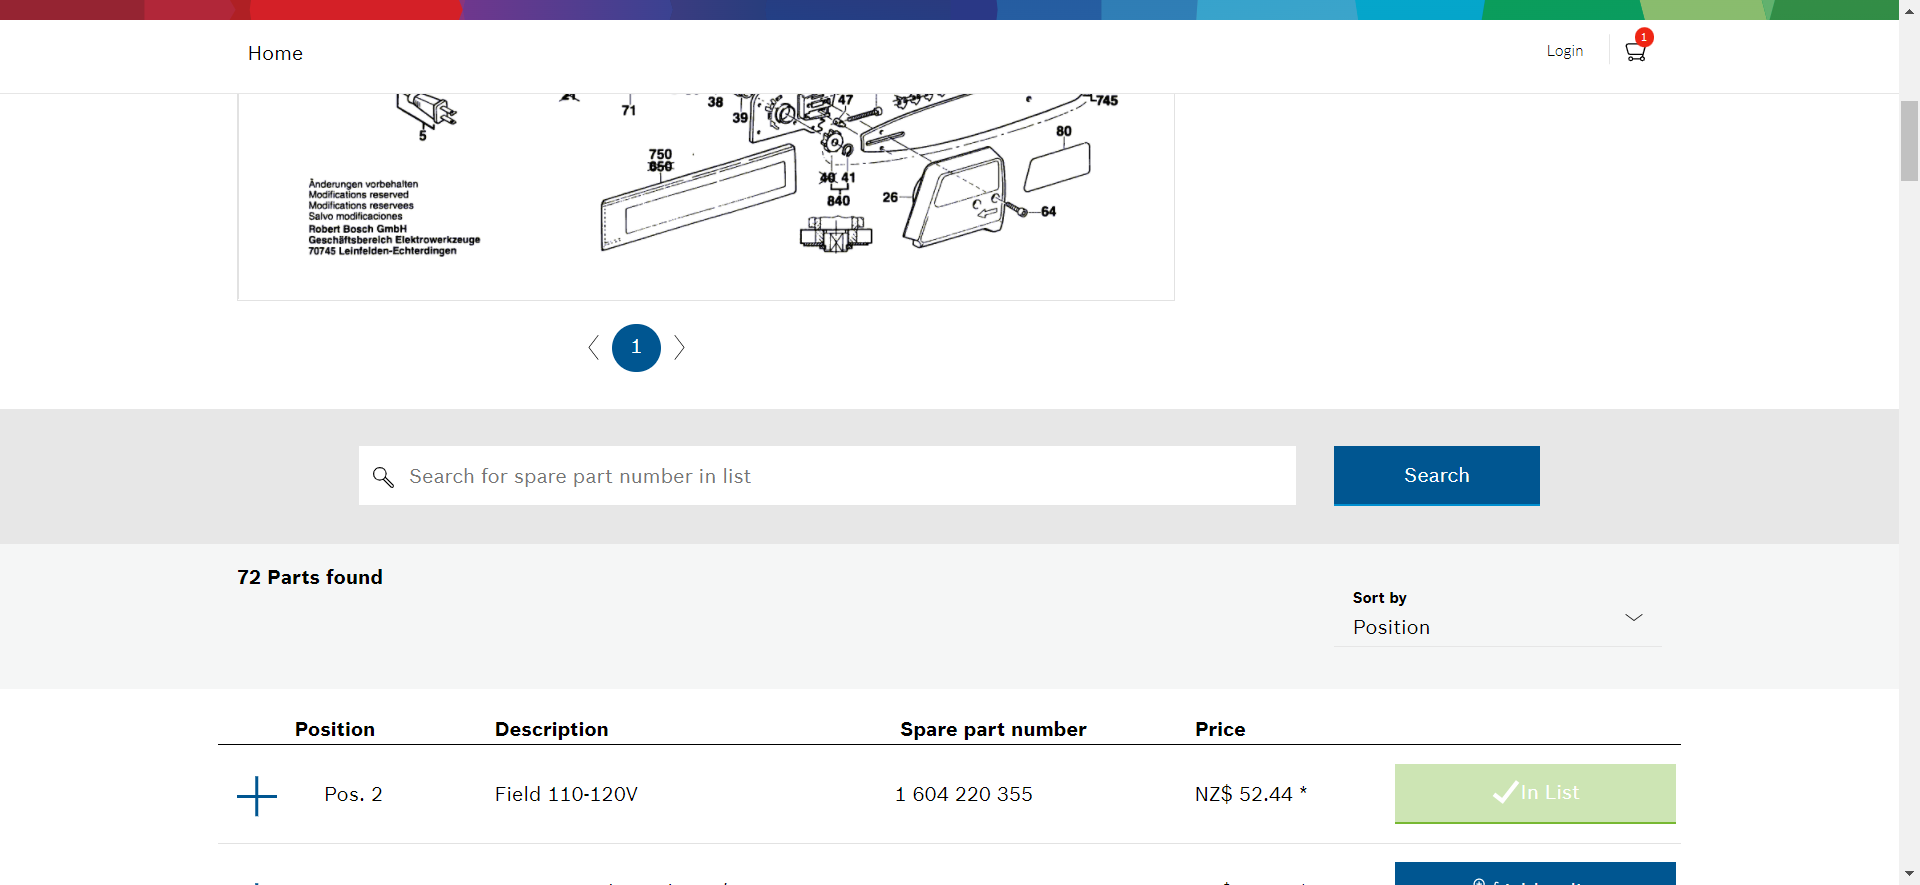 Home
Login
1
71
38
39
47
745
5
80
750
850
40 41
840
26
64
Änderungen vorbehalten
Modifications reserved
Modifications reservees
Salvo modificaciones
Robert Bosch GmbH
Geschäftsbereich Elektrowerkzeuge
70745 Leinfelden-Echterdingen
1
Search for spare part number in list
Search
72 Parts found
Sort by
Position
Position Description Spare part number Price
Pos. 2 Field 110-120V 1 604 220 355 NZ$ 52.44 * In List